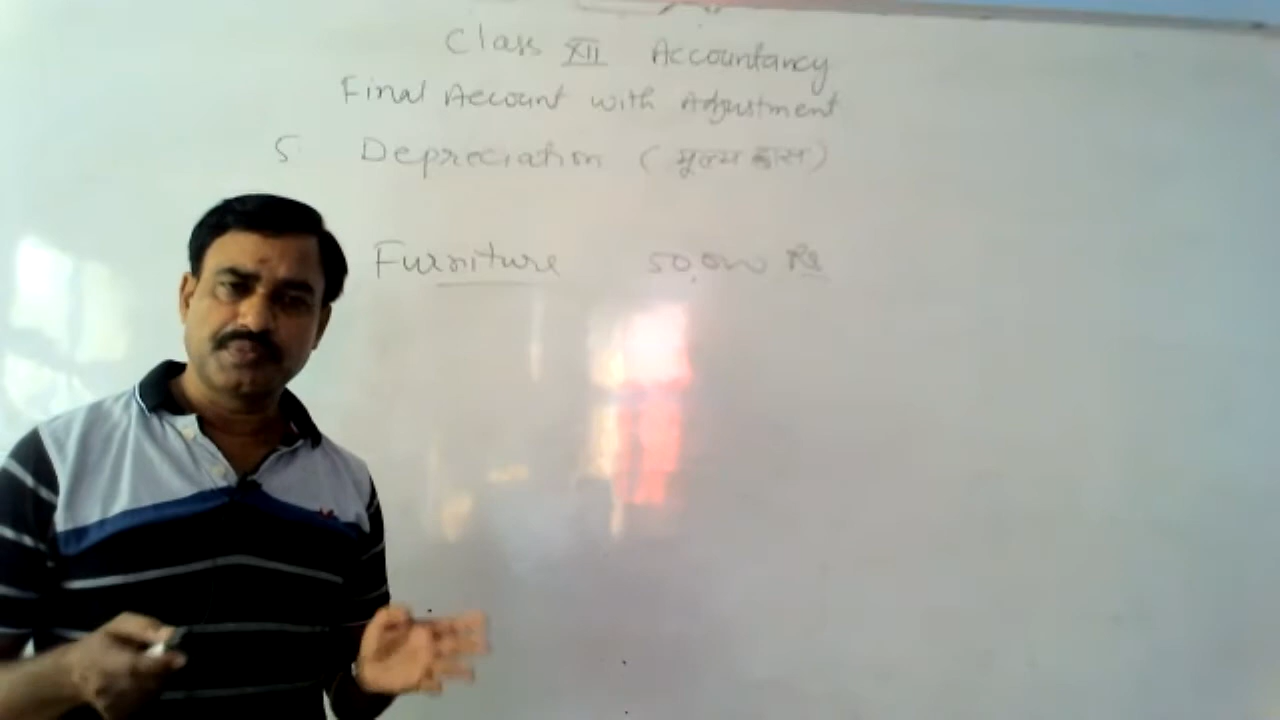 Class XII Accountancy
Final Account with Adjustment
5 Depreciation (मूल्य ह्रास)
Furniture 50,000 Rs